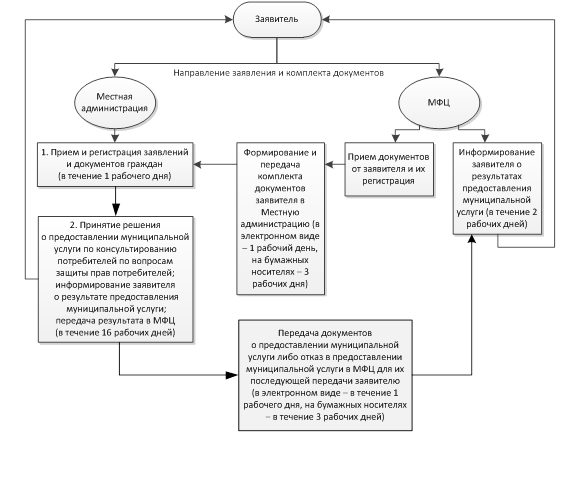 Заявитель
Направление заявления и комплекта документов
Местная
администрация
МФЦ
1. Прием и регистрация заявлений
и документов граждан
(в течение 1 рабочего дня)
Формирование и
передача
комплекта
документов
заявителя в
Местную
администрацию (в
электронном виде
– 1 рабочий день,
на бумажных
носителях – 3
рабочих дня)
Прием документов
от заявителя и их
регистрация
Информирование
заявителя о
результатах
предоставления
муниципальной
услуги (в течение 2
рабочих дней)
2. Принятие решения
о предоставлении муниципальной
услуги по консультированию
потребителей по вопросам
защиты прав потребителей;
информирование заявителя
о результате предоставления
муниципальной услуги;
передача результата в МФЦ
(в течение 16 рабочих дней)
Передача документов
о предоставлении муниципальной
услуги либо отказ в предоставлении
муниципальной услуги в МФЦ для их
последующей передачи заявителю
(в электронном виде – в течение 1
рабочего дня, на бумажных носителях
– в течение 3 рабочих дней)